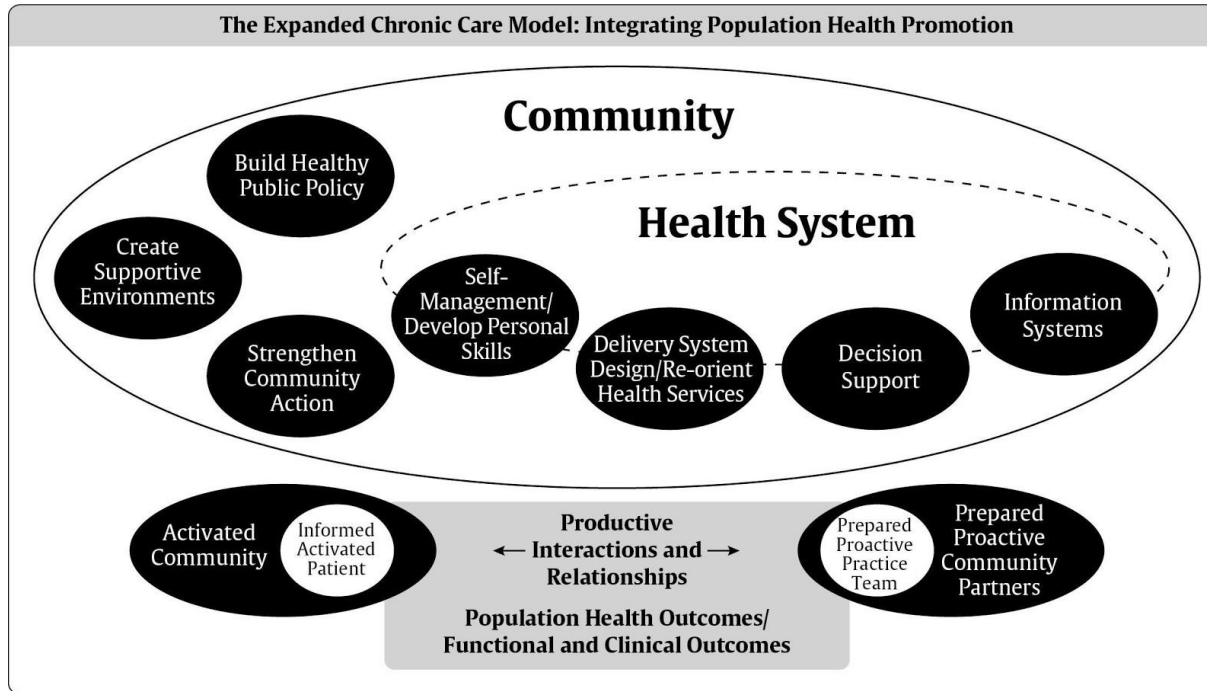 The Expanded Chronic Care Model: Integrating Population Health Promotion
Community
Build Healthy
Public Policy
Health System
Create
Supportive
Environments
Self-
Management/
Develop Personal
Skills
Information
Systems
Strengthen
Community
Action
Delivery System
Design/Re-orient
Health Services
Decision
Support
Activated
Community
Informed
Activated
Patient
Productive
Interactions and
Relationships
Prepared
Proactive
Practice
Team
Prepared
Proactive
Community
Partners
Population Health Outcomes/
Functional and Clinical Outcomes